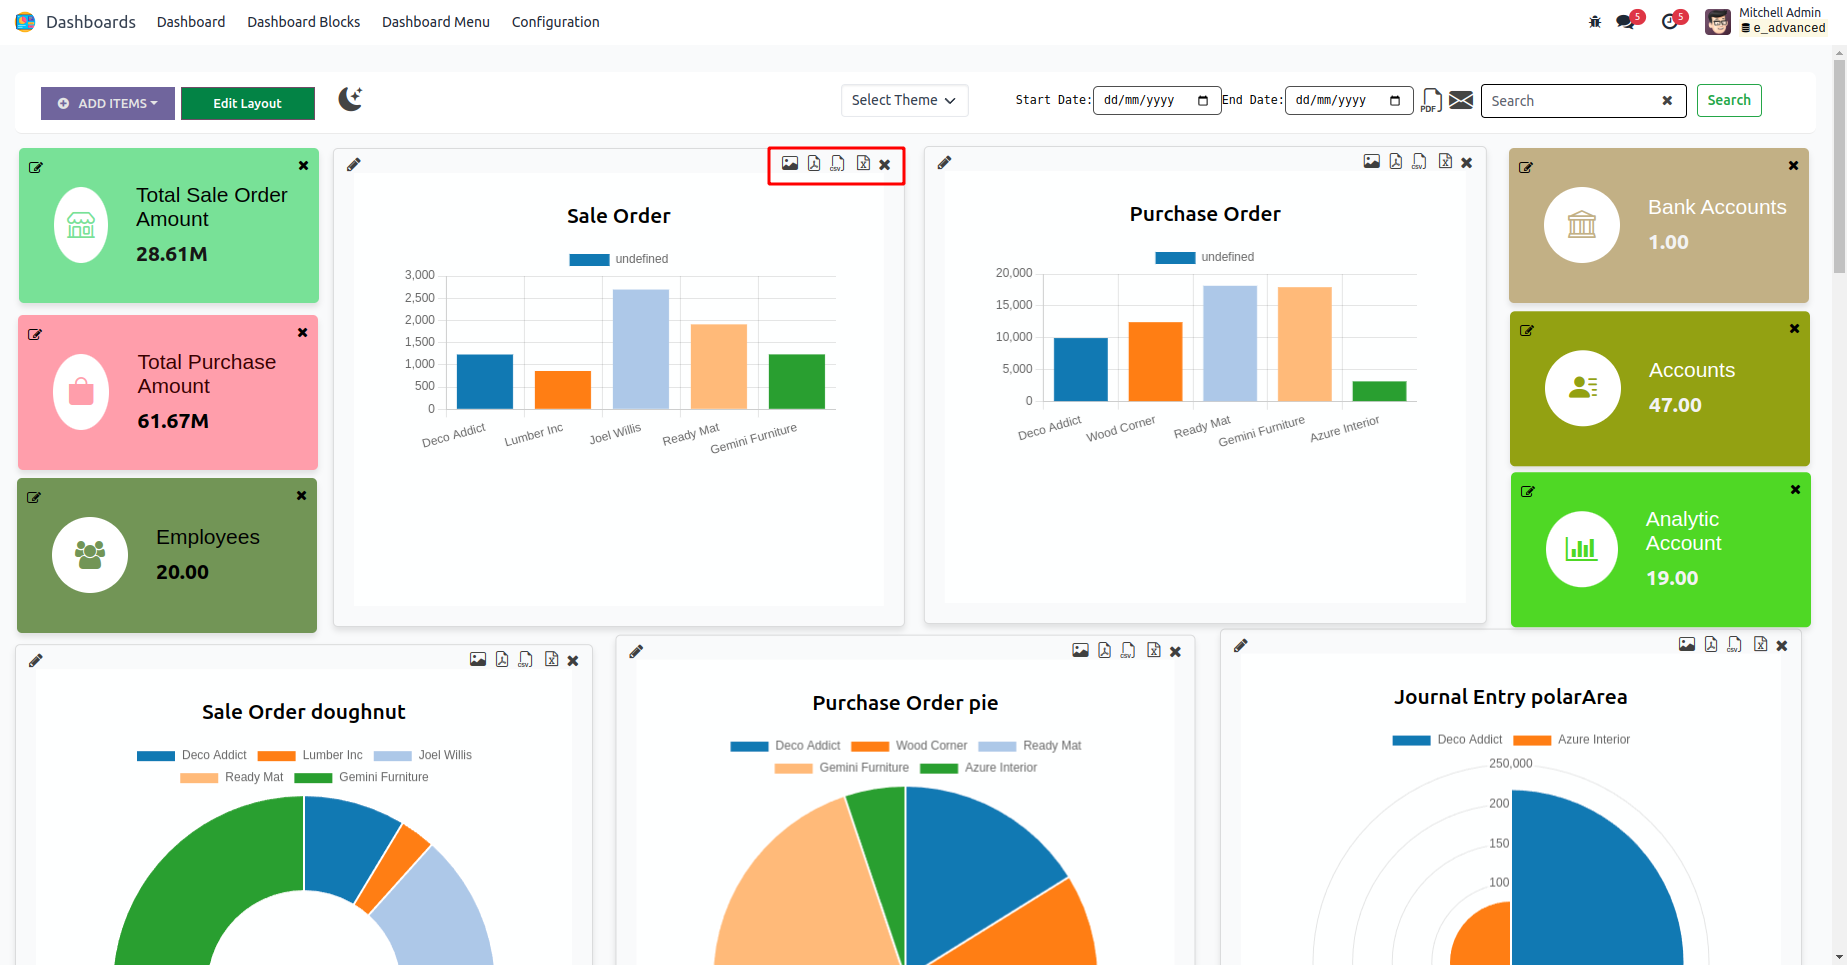 Dashboards Dashboard Dashboard Blocks Dashboard Menu Configuration 5 5 Mitchell Admin
e_advanced
ADD ITEMS Edit Layout Select Theme Start Date: dd/mm/yyyy End Date: dd/mm/yyyy PDF Search Search
Total Sale Order
Amount
28.61M
Total Purchase
Amount
61.67M
Employees
20.00
CSV
Sale Order
undefined
3,000
2,500
2,000
1,500
1,000
500
0
Deco Addict Lumber Inc Joel Willis Ready Mat Gemini Furniture
CSV
Purchase Order
undefined
20,000
15,000
10,000
5,000
0
Deco Addict Wood Corner Ready Mat Gemini Furniture Azure Interior
Bank Accounts
1.00
Accounts
47.00
Analytic
Account
19.00
CSV
Sale Order doughnut
Deco Addict Lumber Inc Joel Willis
Ready Mat Gemini Furniture
CSV
Purchase Order pie
Deco Addict Wood Corner Ready Mat
Gemini Furniture Azure Interior
CSV
Journal Entry polarArea
Deco Addict Azure Interior
250,000
200
150
100